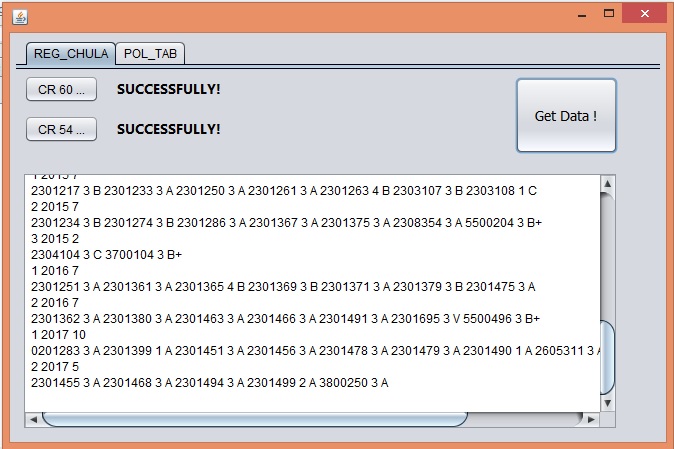 REG_CHULA POL_TAB
CR 60 ... SUCCESSFULLY!
CR 54 ... SUCCESSFULLY!
Get Data !
1 2015 7
2301217 3 B 2301233 3 A 2301250 3 A 2301261 3 A 2301263 4 B 2303107 3 B 2303108 1 C
2 2015 7
2301234 3 B 2301274 3 B 2301286 3 A 2301367 3 A 2301375 3 A 2308354 3 A 5500204 3 B+
3 2015 2
2304104 3 C 3700104 3 B+
1 2016 7
2301251 3 A 2301361 3 A 2301365 4 B 2301369 3 B 2301371 3 A 2301379 3 B 2301475 3 A
2 2016 7
2301362 3 A 2301380 3 A 2301463 3 A 2301466 3 A 2301491 3 A 2301695 3 V 5500496 3 B+
1 2017 10
0201283 3 A 2301399 1 A 2301451 3 A 2301456 3 A 2301478 3 A 2301479 3 A 2301490 1 A 2605311 3 A
2 2017 5
2301455 3 A 2301468 3 A 2301494 3 A 2301499 2 A 3800250 3 A